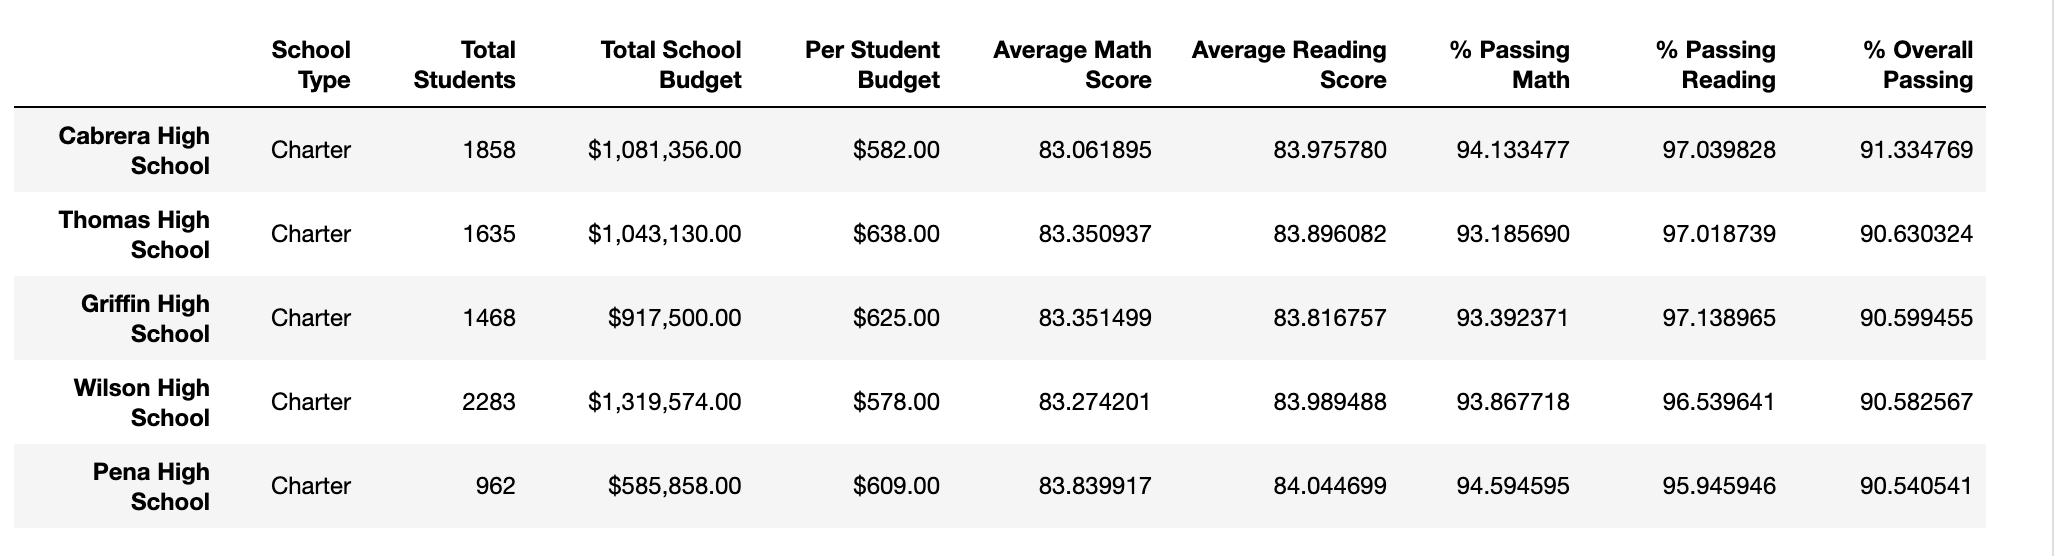 School Total Total School Per Student Average Math Average Reading % Passing % Passing % Overall
Type Students Budget Budget Score Score Math Reading Passing
Cabrera High
School Charter 1858 $1,081,356.00 $582.00 83.061895 83.975780 94.133477 97.039828 91.334769
Thomas High
School Charter 1635 $1,043,130.00 $638.00 83.350937 83.896082 93.185690 97.018739 90.630324
Griffin High
School Charter 1468 $917,500.00 $625.00 83.351499 83.816757 93.392371 97.138965 90.599455
Wilson High
School Charter 2283 $1,319,574.00 $578.00 83.274201 83.989488 93.867718 96.539641 90.582567
Pena High
School Charter 962 $585,858.00 $609.00 83.839917 84.044699 94.594595 95.945946 90.540541